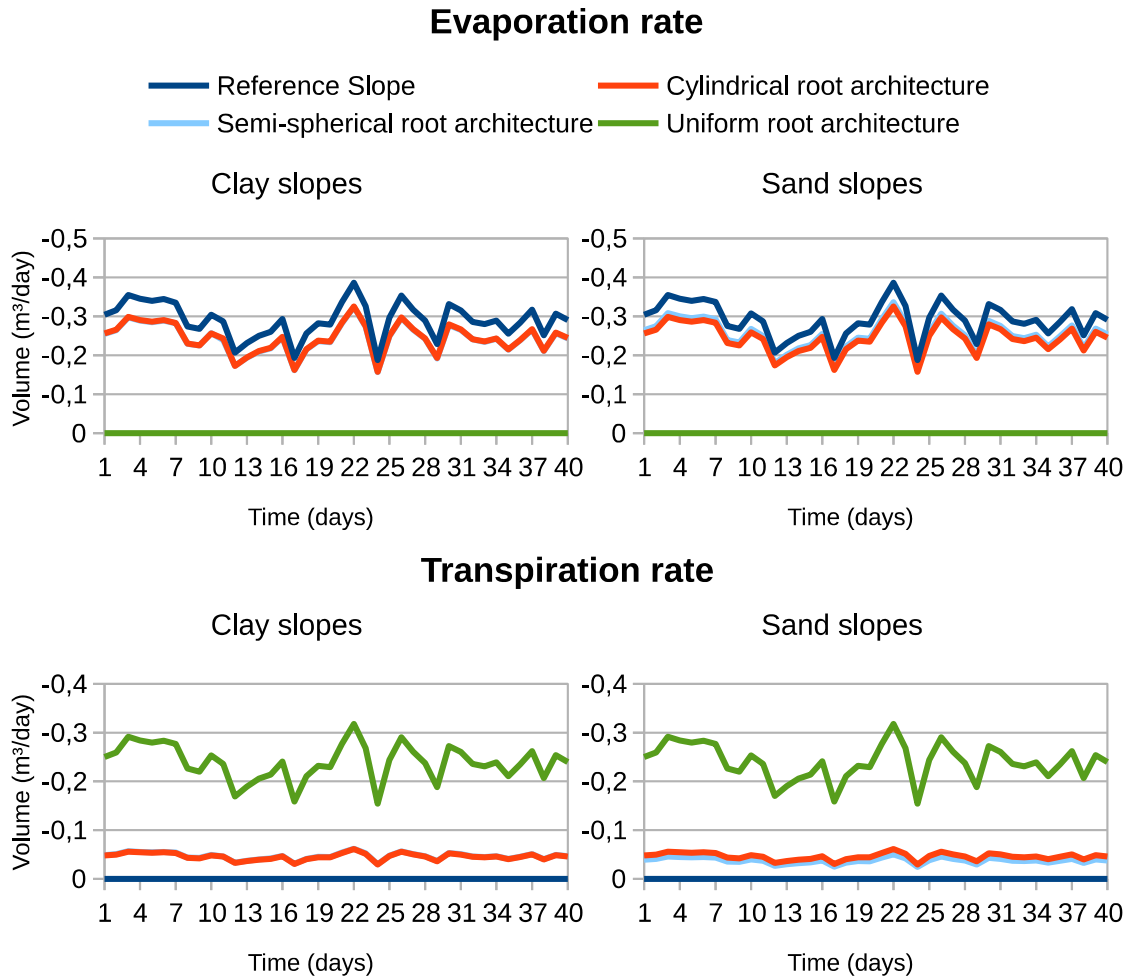 Evaporation rate
Reference Slope
Cylindrical root architecture
Semi-spherical root architecture
Uniform root architecture
Clay slopes
Sand slopes
Volume (m³/day)
-0,5
-0,4
-0,3
-0,2
-0,1
0
1 4 7 10 13 16 19 22 25 28 31 34 37 40
Time (days)
-0,5
-0,4
-0,3
-0,2
-0,1
0
1 4 7 10 13 16 19 22 25 28 31 34 37 40
Time (days)
Transpiration rate
Clay slopes
Sand slopes
Volume (m³/day)
-0,4
-0,3
-0,2
-0,1
0
1 4 7 10 13 16 19 22 25 28 31 34 37 40
Time (days)
-0,4
-0,3
-0,2
-0,1
0
1 4 7 10 13 16 19 22 25 28 31 34 37 40
Time (days)